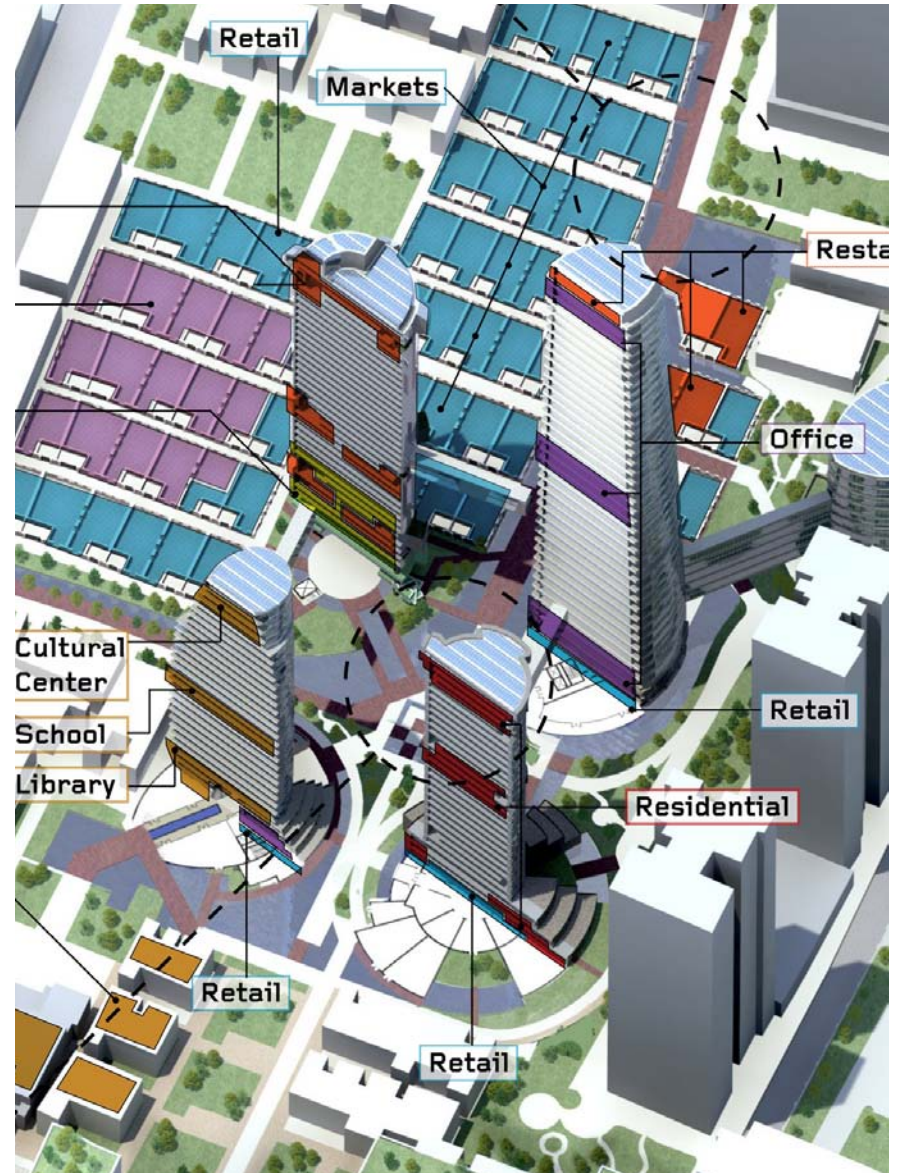 Retail
Markets
Resta
Office
Cultural
Center
School
Library
Retail
Residential
Retail
Retail